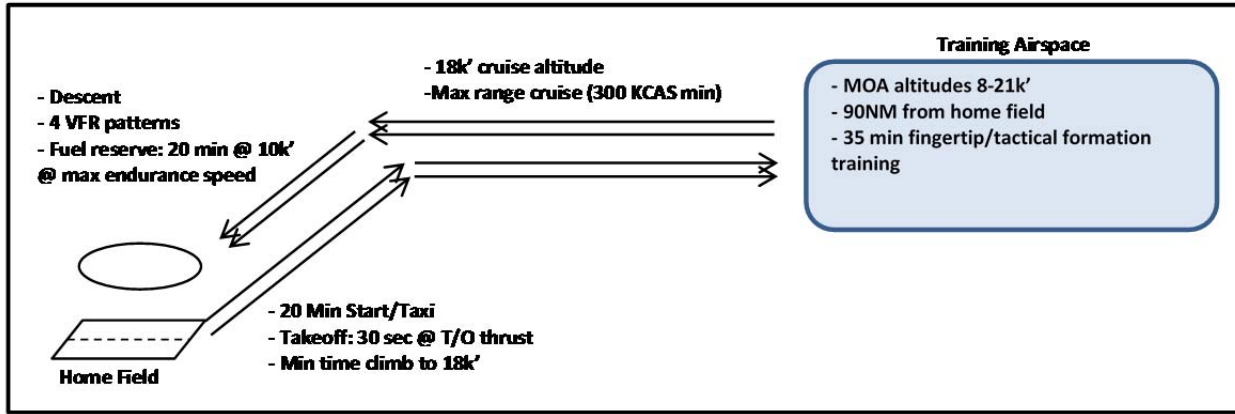 Training Airspace
- 18k’ cruise altitude
-Max range cruise (300 KCAS min)
- MOA altitudes 8-21k’
- 90NM from home field
- 35 min fingertip/tactical formation
training
- Descent
- 4 VFR patterns
- Fuel reserve: 20 min @ 10k’
@ max endurance speed
- 20 Min Start/Taxi
- Takeoff: 30 sec @ T/O thrust
- Min time climb to 18k’
Home Field